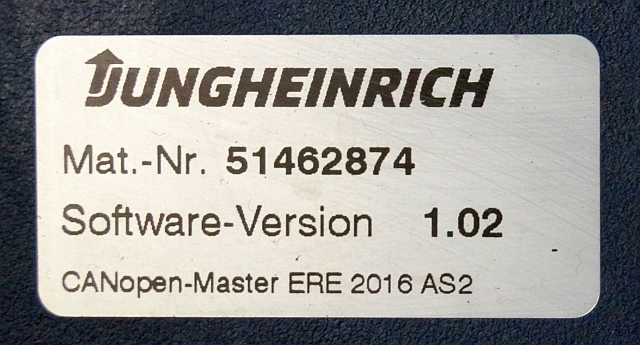 JUNGHEINRICH
Mat.-Nr. 51462874
Software-Version 1.02
CANopen-Master ERE 2016 AS2